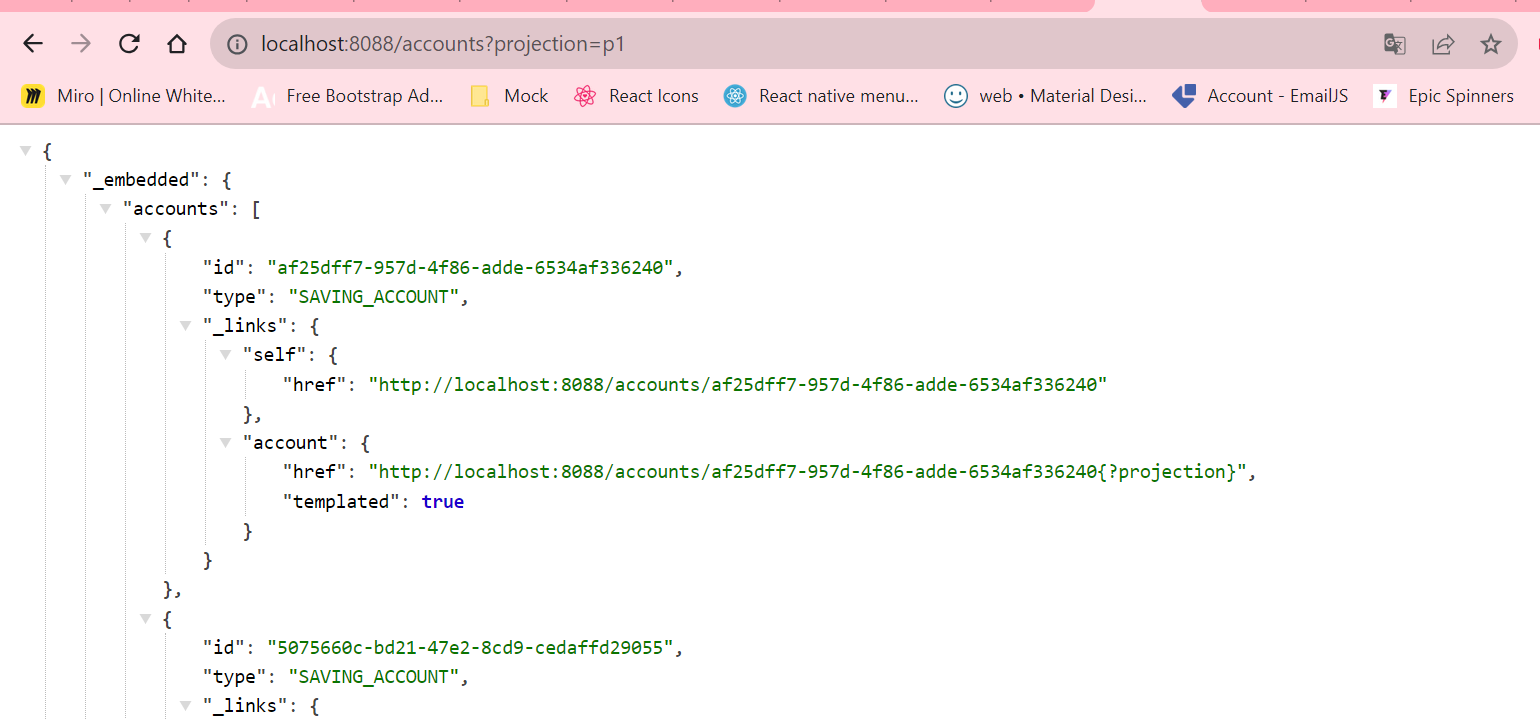 localhost:8088/accounts?projection=p1
Miro | Online White... Free Bootstrap Ad... Mock React Icons React native menu... web • Material Desi... Account - EmailJS Epic Spinners
{
"_embedded": {
"accounts": [
{
"id": "af25dff7-957d-4f86-adde-6534af336240",
"type": "SAVING_ACCOUNT",
"_links": {
"self": {
"href": "http://localhost:8088/accounts/af25dff7-957d-4f86-adde-6534af336240"
},
"account": {
"href": "http://localhost:8088/accounts/af25dff7-957d-4f86-adde-6534af336240{?projection}",
"templated": true
}
}
},
{
"id": "5075660c-bd21-47e2-8cd9-cedaffd29055",
"type": "SAVING_ACCOUNT",
"_links": {